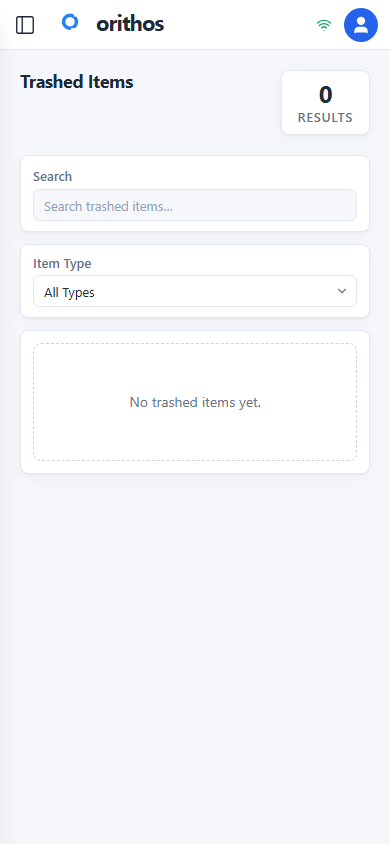 orithos
Trashed Items
0
RESULTS
Search
Search trashed items...
Item Type
All Types
No trashed items yet.